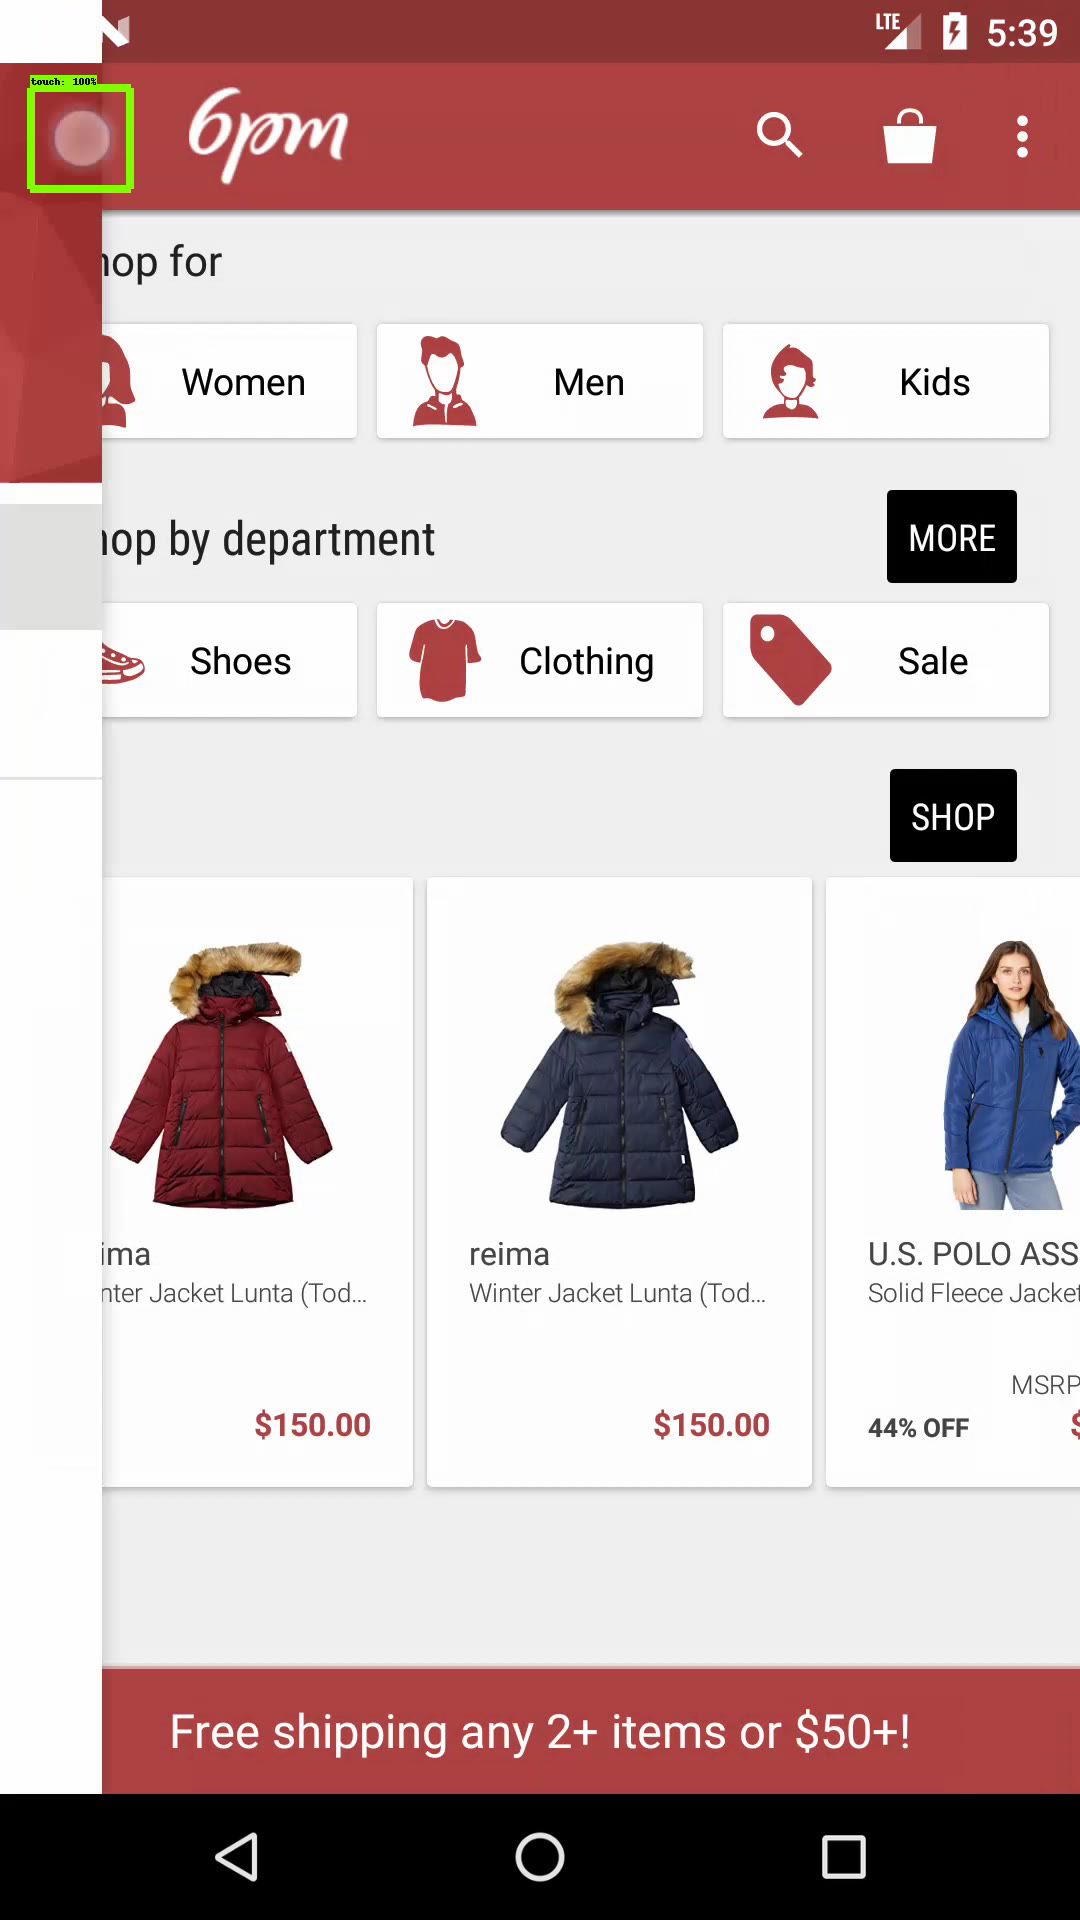 LTE 5:39
touch: 100%
6pm
hop for
Women
Men
Kids
hop by department
MORE
Shoes
Clothing
Sale
SHOP
ima
nter Jacket Lunta (Tod...
$150.00
reima
Winter Jacket Lunta (Tod...
$150.00
U.S. POLO ASS
Solid Fleece Jacket
MSRP
44% OFF
$
Free shipping any 2+ items or $50+!